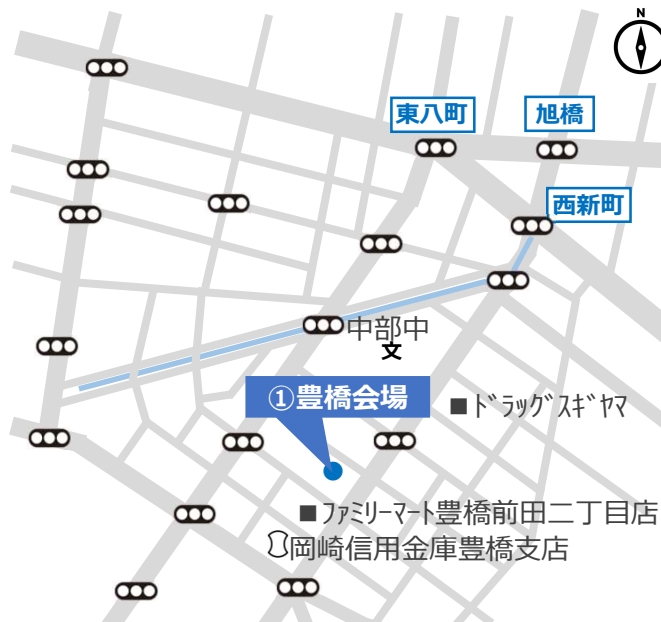 N
東八町
旭橋
西新町
中部中
文
①豊橋会場
■ドラッグスギヤマ
■ファミリーマート豊橋前田二丁目店
岡崎信用金庫豊橋支店